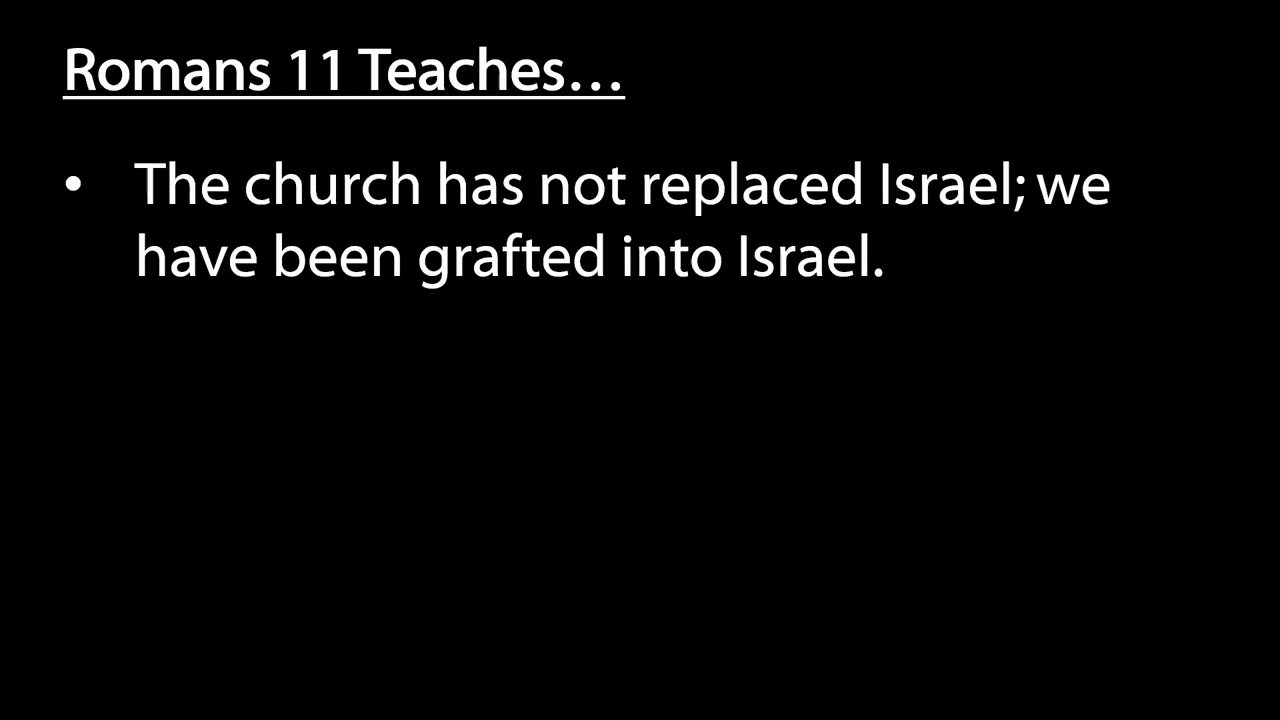 Romans 11 Teaches…
• The church has not replaced Israel; we
have been grafted into Israel.